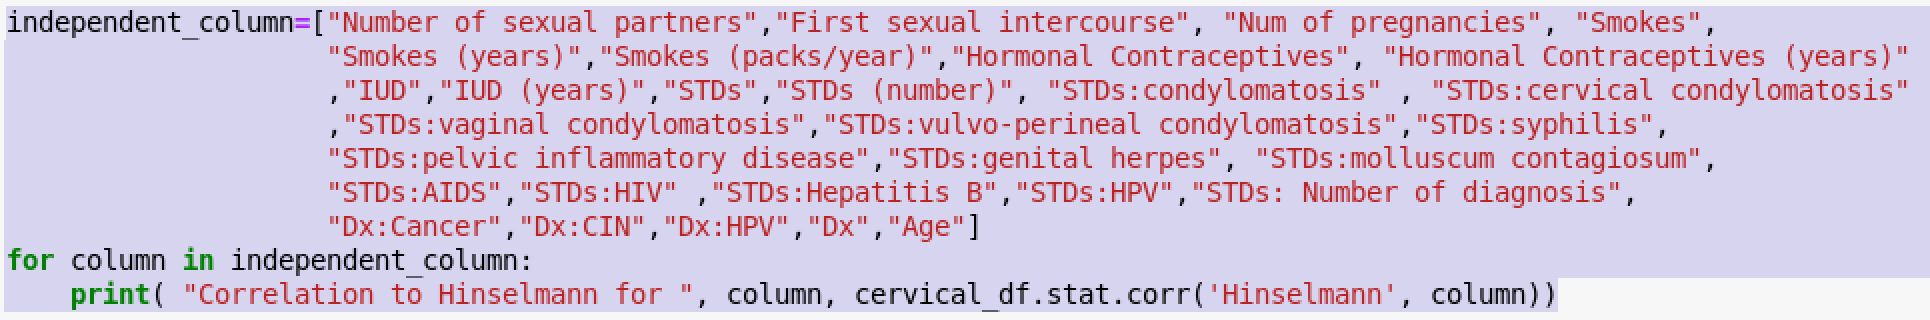 independent_column=["Number of sexual partners","First sexual intercourse", "Num of pregnancies", "Smokes",
"Smokes (years)","Smokes (packs/year)","Hormonal Contraceptives", "Hormonal Contraceptives (years)"
,"IUD","IUD (years)","STDs","STDs (number)", "STDs:condylomatosis" , "STDs:cervical condylomatosis"
,"STDs:vaginal condylomatosis","STDs:vulvo-perineal condylomatosis","STDs:syphilis",
"STDs:pelvic inflammatory disease","STDs:genital herpes", "STDs:molluscum contagiosum",
"STDs:AIDS","STDs:HIV" ,"STDs:Hepatitis B","STDs:HPV","STDs: Number of diagnosis",
"Dx:Cancer","Dx:CIN","Dx:HPV","Dx","Age"]
for column in independent_column:
    print( "Correlation to Hinselmann for ", column, cervical_df.stat.corr('Hinselmann', column))